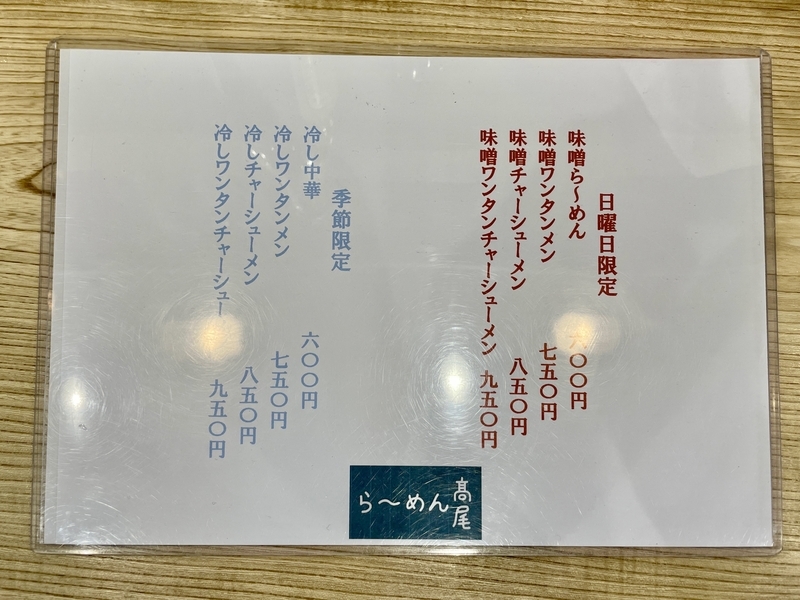 日曜日限定
味噌ら〜めん 六〇〇円
味噌ワンタンメン 七五〇円
味噌チャーシューメン 八五〇円
味噌ワンタンチャーシューメン 九五〇円
季節限定
冷し中華 六〇〇円
冷しワンタンメン 七五〇円
冷しチャーシューメン 八五〇円
冷しワンタンチャーシュー 九五〇円
ら〜めん髙尾